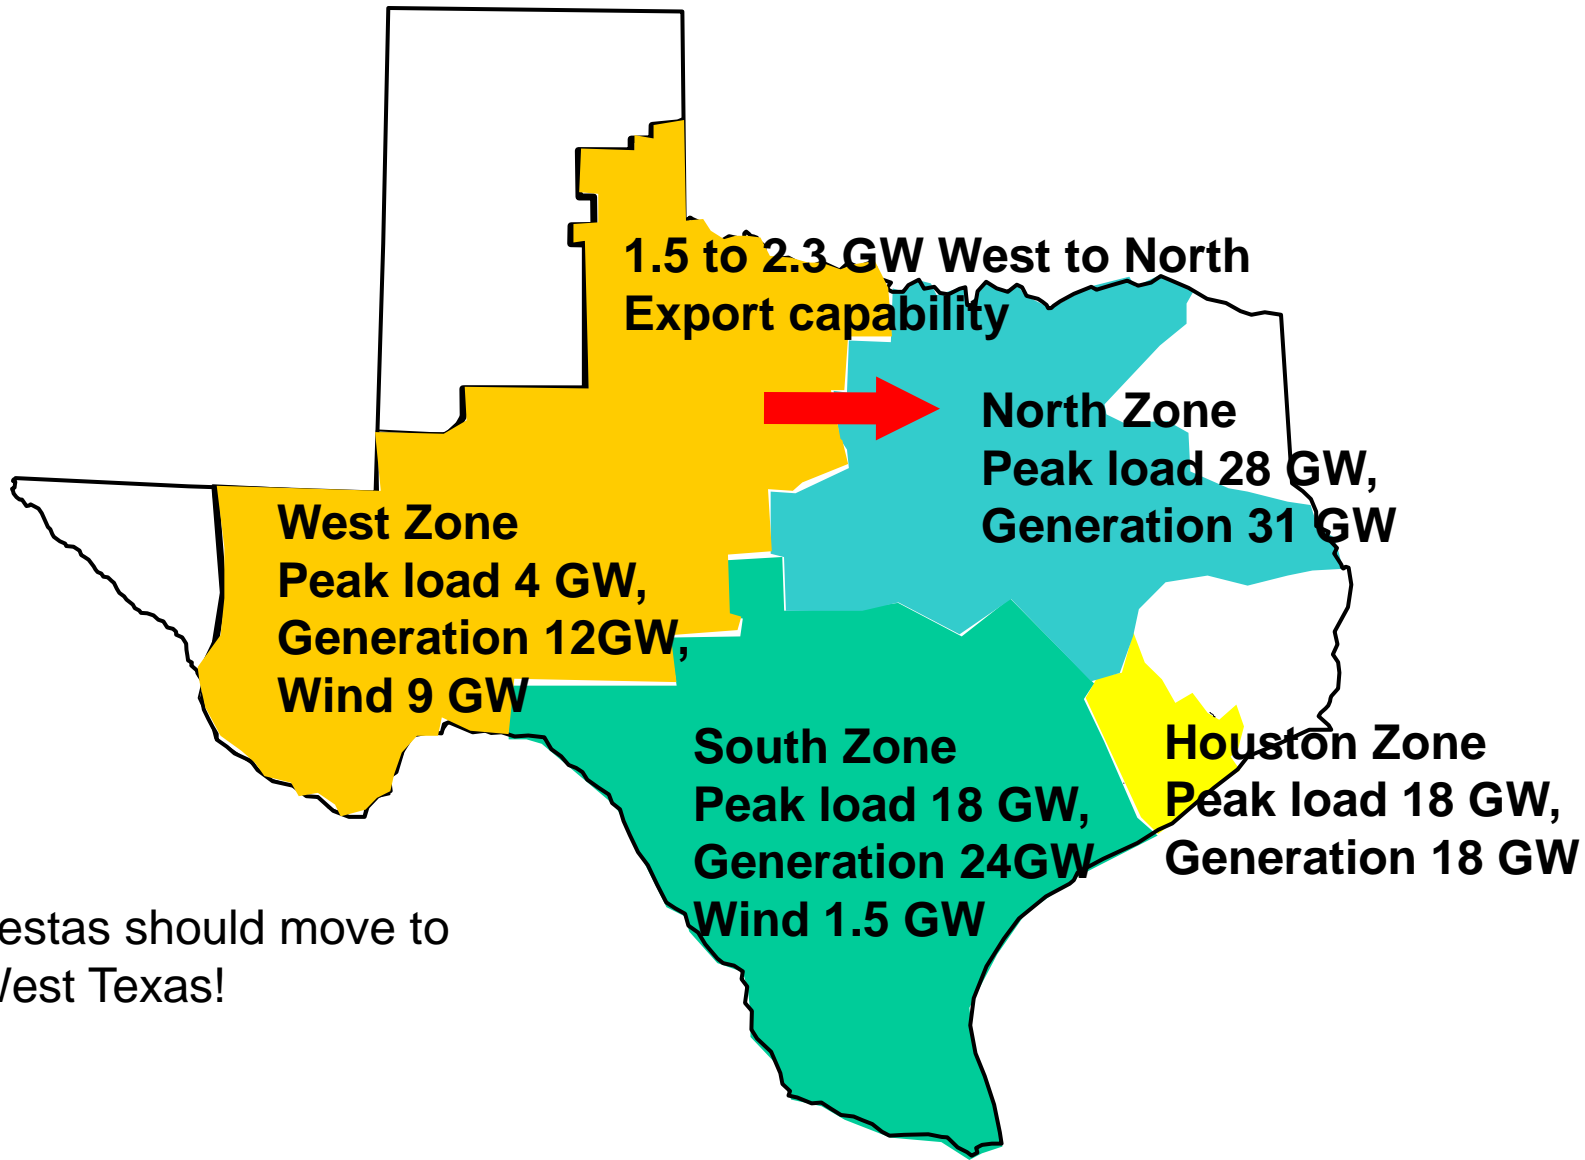 1.5 to 2.3 GW West to North
Export capability
North Zone
Peak load 28 GW,
Generation 31 GW
West Zone
Peak load 4 GW,
Generation 12GW,
Wind 9 GW
South Zone
Peak load 18 GW,
Generation 24GW
Wind 1.5 GW
Houston Zone
Peak load 18 GW,
Generation 18 GW
estas should move to
West Texas!